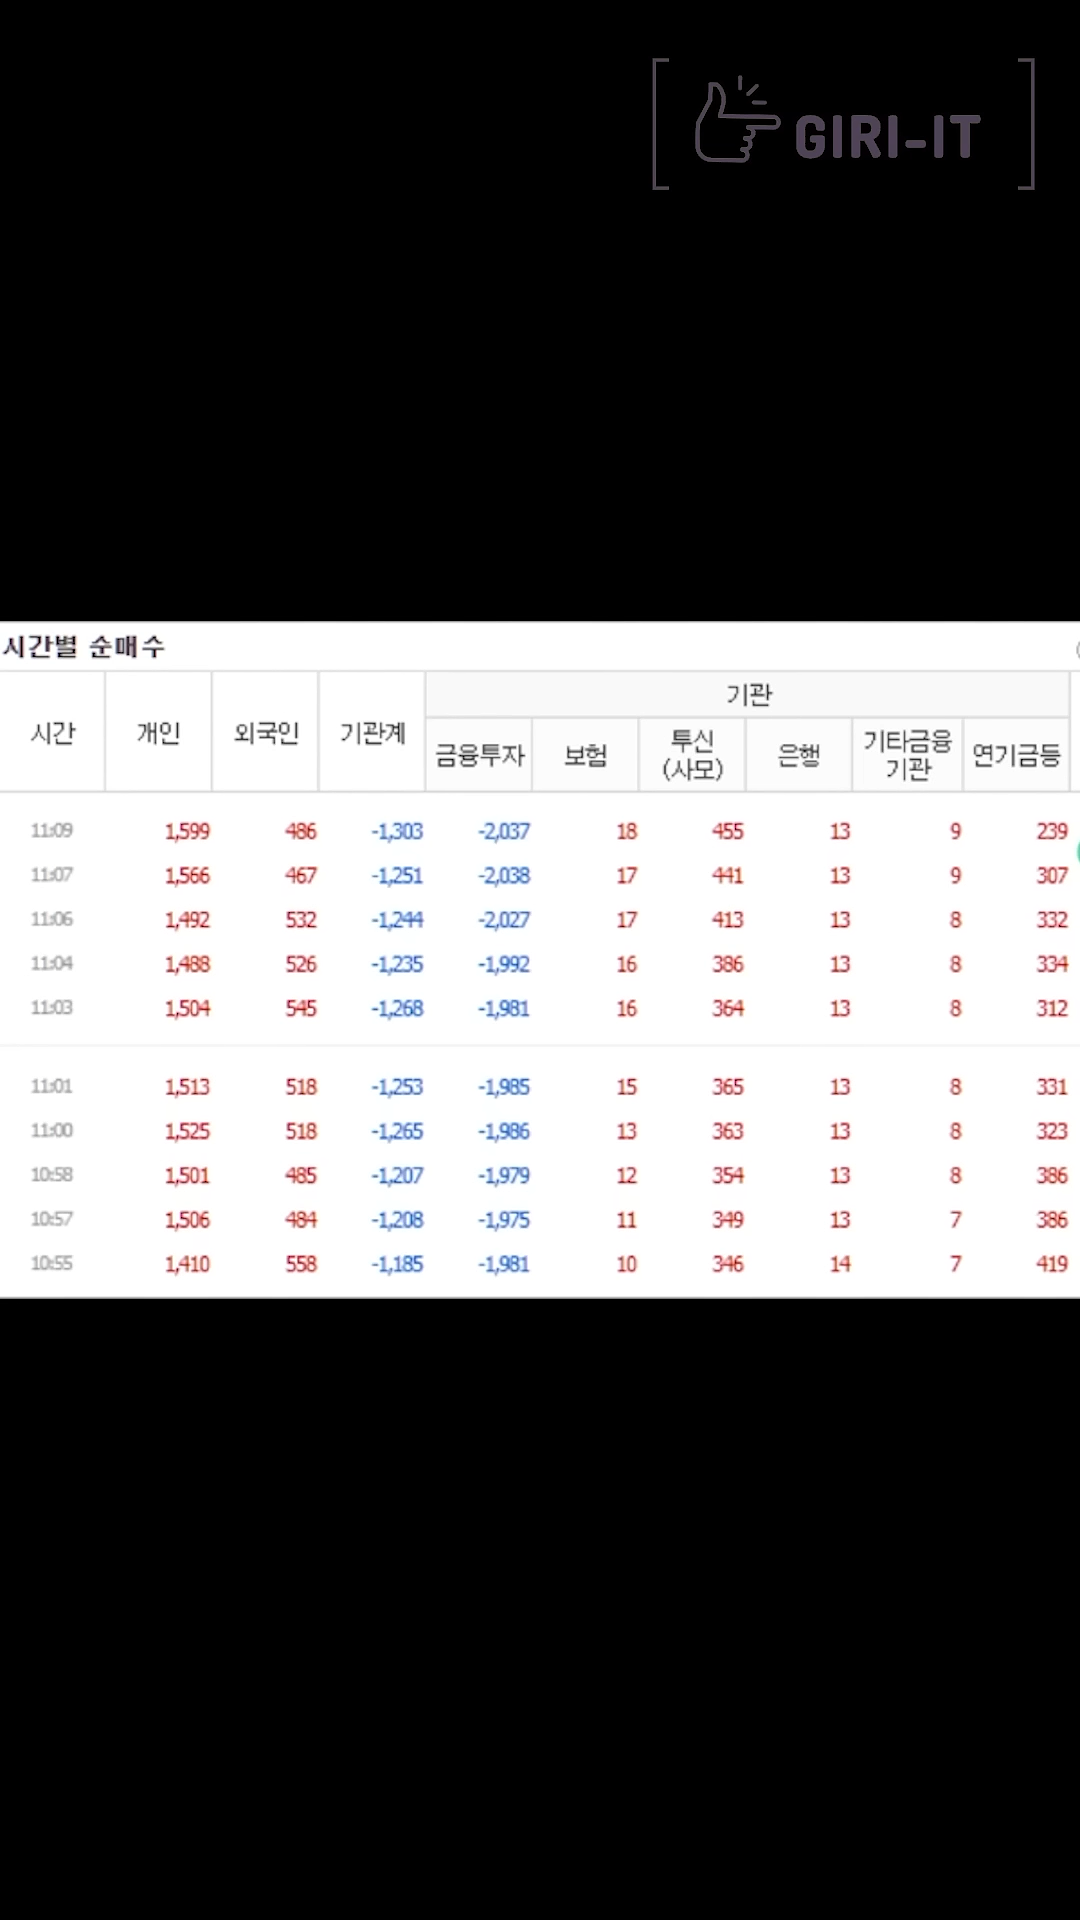 GIRI-IT
시간별 순매수
시간 개인 외국인 기관계 기관
금융투자 보험 투신(사모) 은행 기타금융기관 연기금등
11:09 1,599 486 -1,303 -2,037 18 455 13 9 239
11:07 1,566 467 -1,251 -2,038 17 441 13 9 307
11:06 1,492 532 -1,244 -2,027 17 413 13 8 332
11:04 1,488 526 -1,235 -1,992 16 386 13 8 334
11:03 1,504 545 -1,268 -1,981 16 364 13 8 312
11:01 1,513 518 -1,253 -1,985 15 365 13 8 331
11:00 1,525 518 -1,265 -1,986 13 363 13 8 323
10:58 1,501 485 -1,207 -1,979 12 354 13 8 386
10:57 1,506 484 -1,208 -1,975 11 349 13 7 386
10:55 1,410 558 -1,185 -1,981 10 346 14 7 419